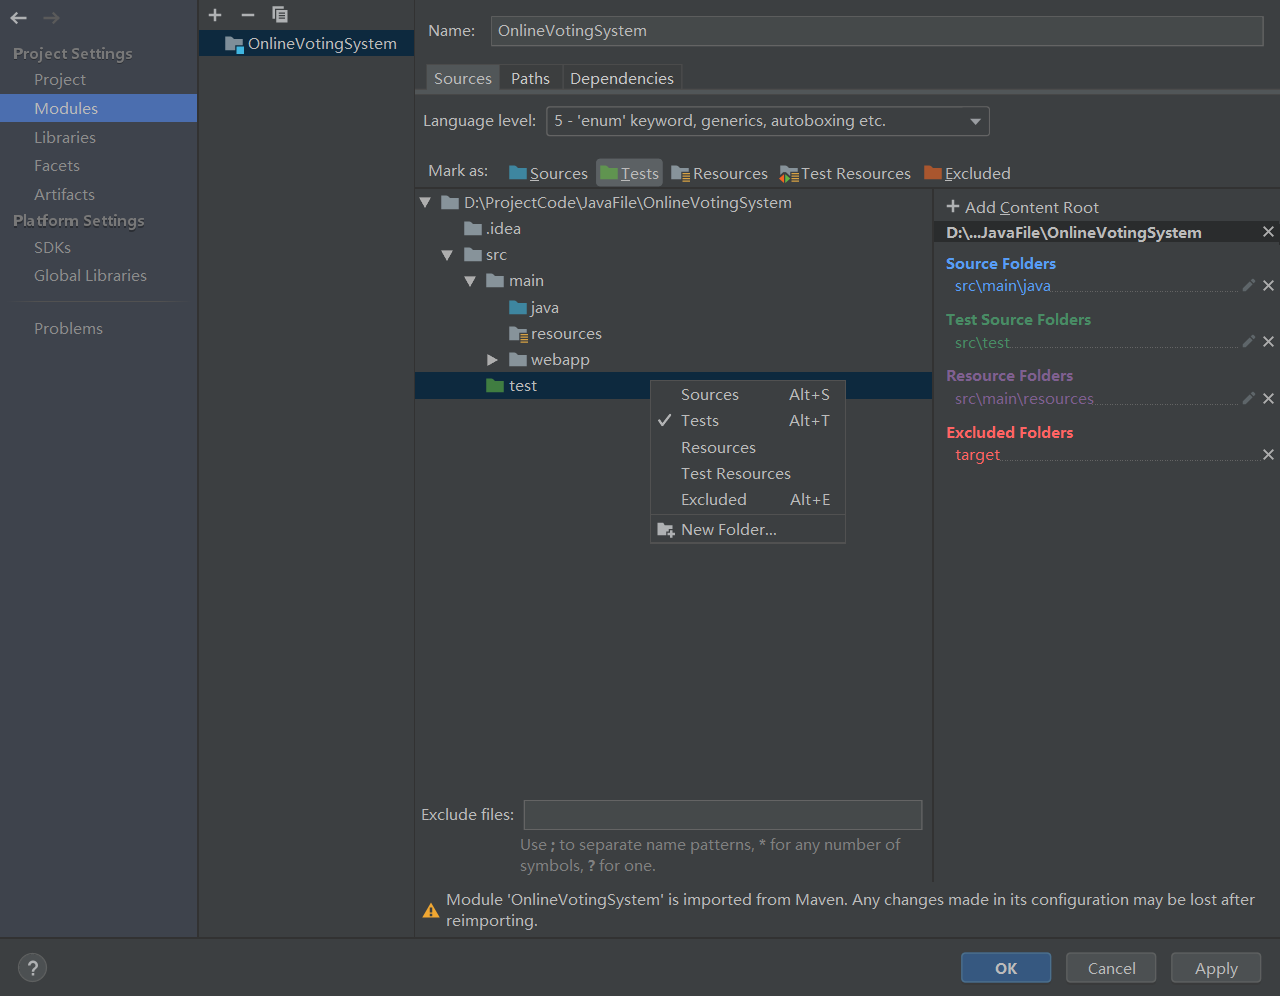 Project Settings
Project
Modules
Libraries
Facets
Artifacts
Platform Settings
SDKs
Global Libraries
Problems
OnlineVotingSystem
Name: OnlineVotingSystem
Sources Paths Dependencies
Language level: 5 - 'enum' keyword, generics, autoboxing etc.
Mark as: Sources Tests Resources Test Resources Excluded
D:\ProjectCode\JavaFile\OnlineVotingSystem
.idea
src
main
java
resources
webapp
test
Sources Alt+S
Tests Alt+T
Resources
Test Resources
Excluded Alt+E
New Folder...
Add Content Root
D:\...JavaFile\OnlineVotingSystem
Source Folders
src\main\java
Test Source Folders
src\test
Resource Folders
src\main\resources
Excluded Folders
target
Exclude files:
Use ; to separate name patterns, * for any number of
symbols, ? for one.
Module 'OnlineVotingSystem' is imported from Maven. Any changes made in its configuration may be lost after
reimporting.
? OK Cancel Apply